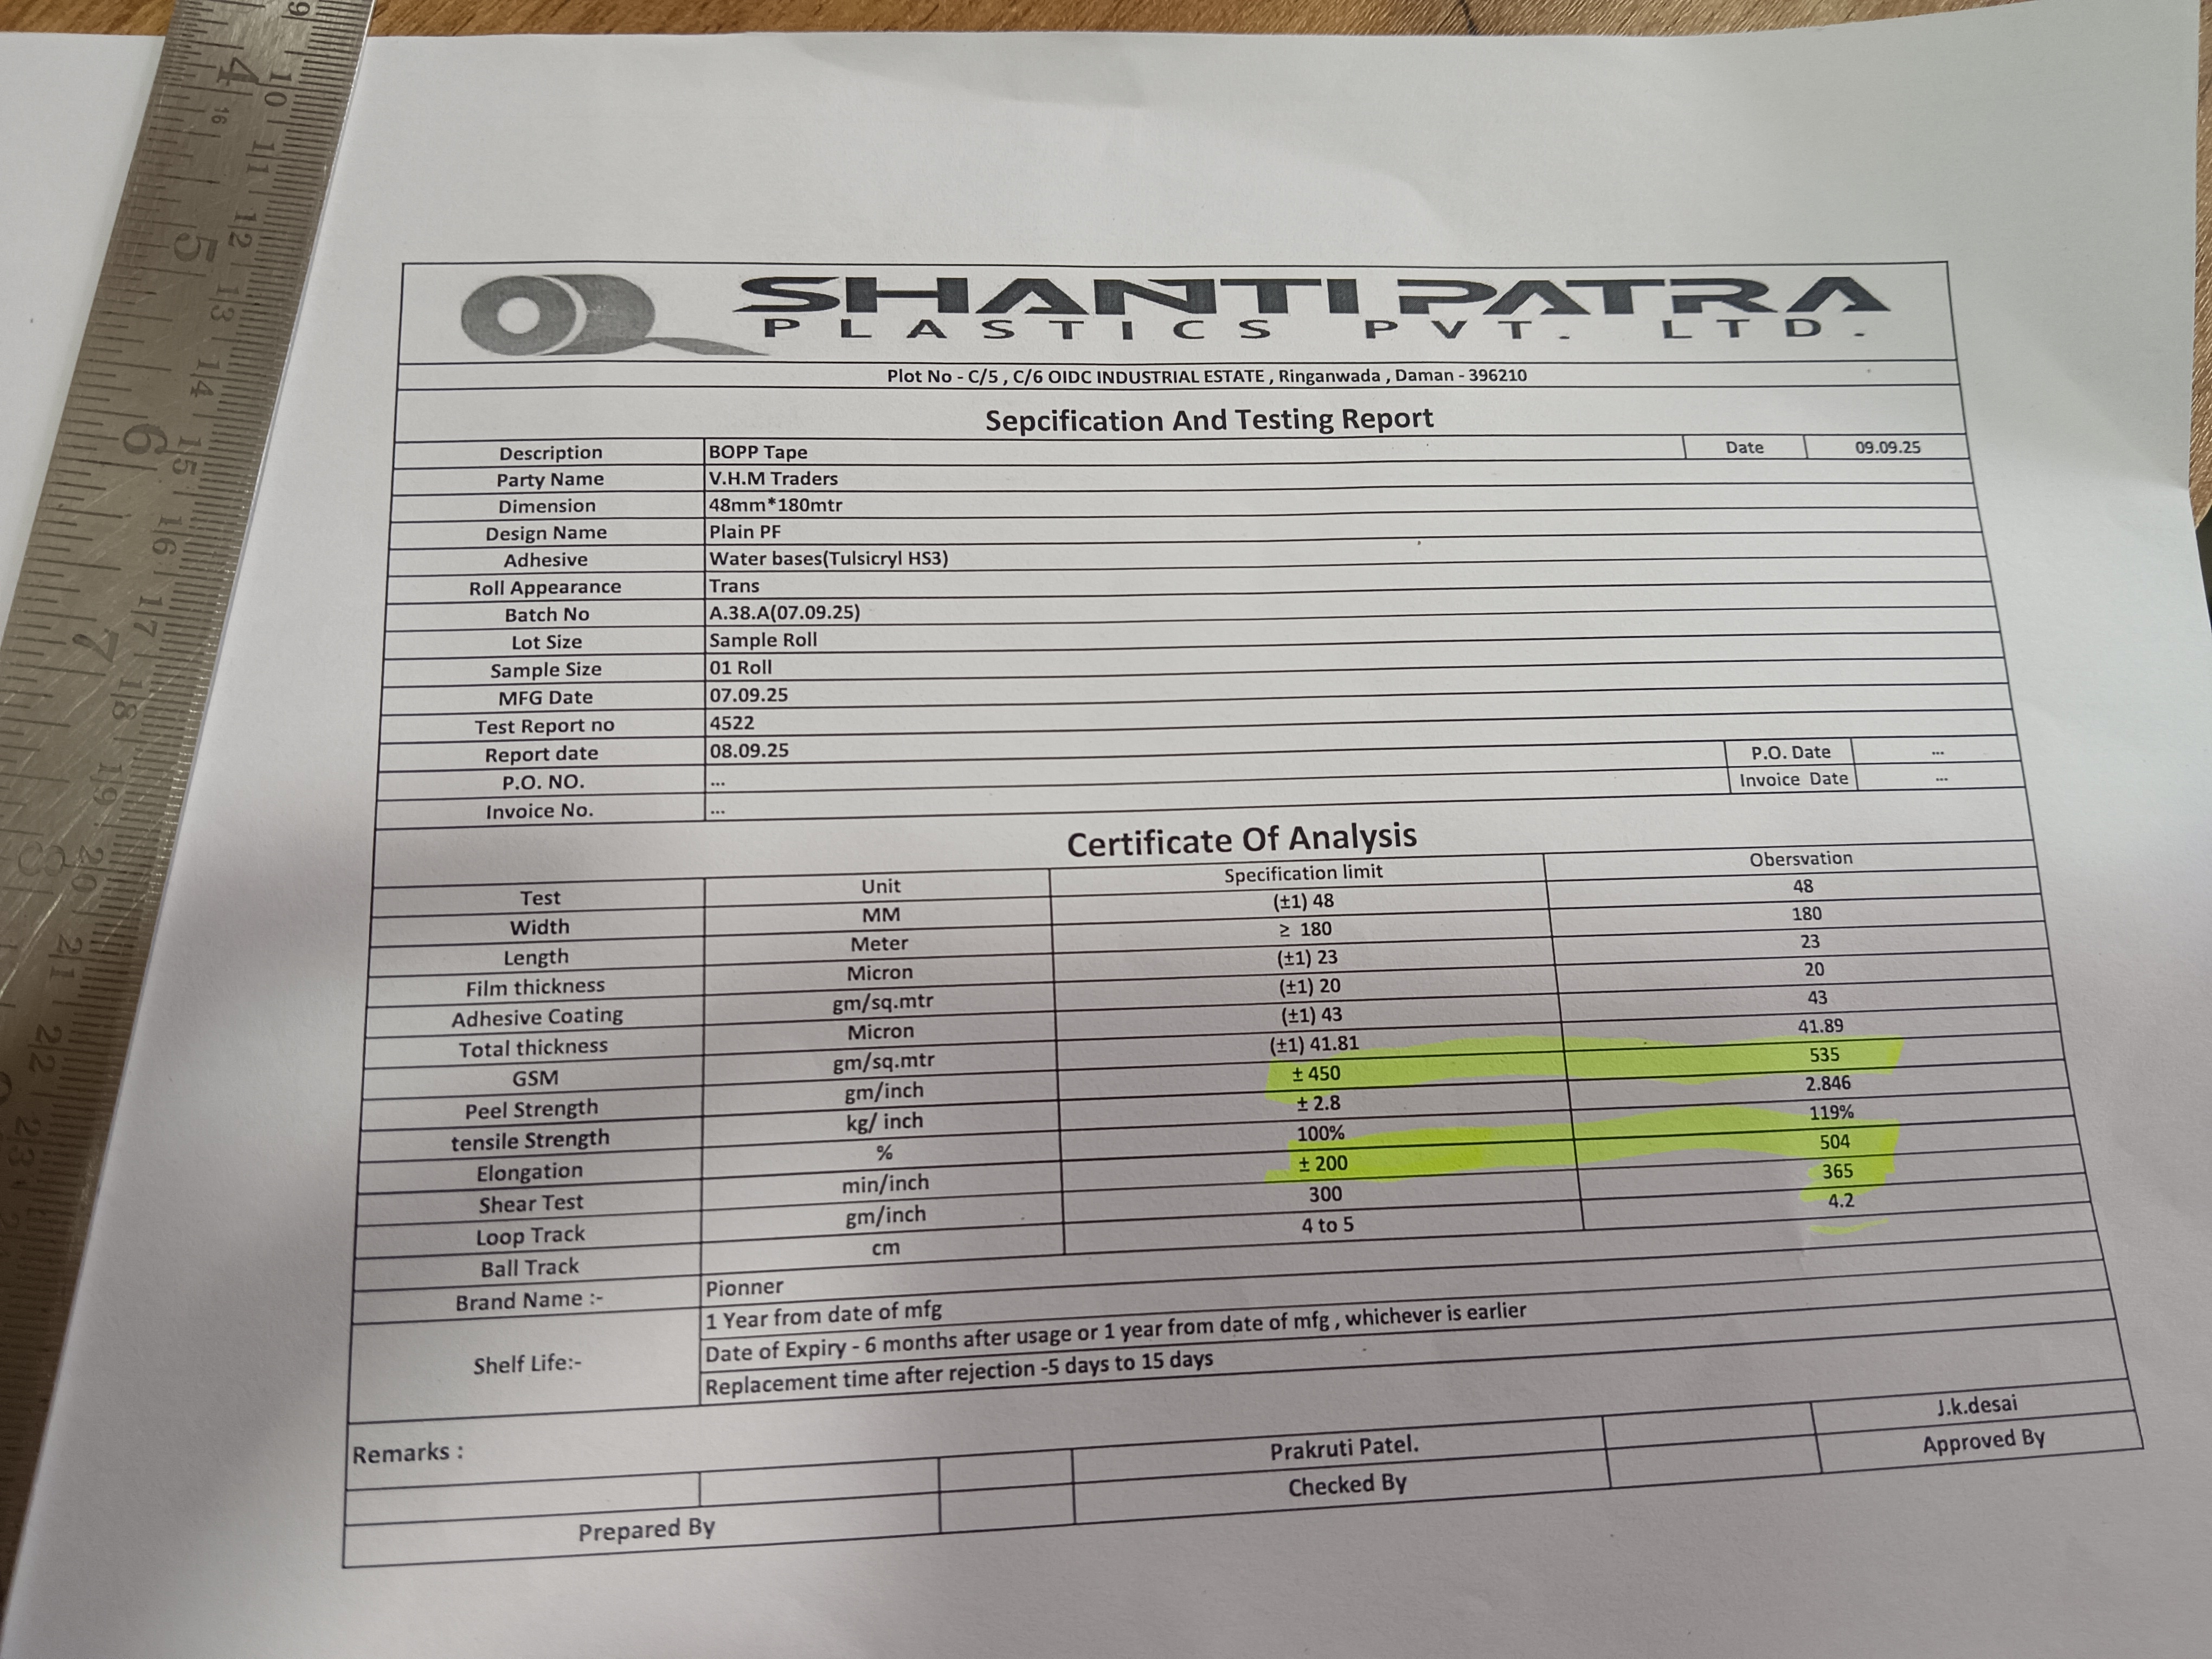 SHANTI PATRA
PLASTICS PVT. LTD.
Plot No - C/5 , C/6 OIDC INDUSTRIAL ESTATE , Ringanwada , Daman - 396210
Sepcification And Testing Report
Description BOPP Tape Date 09.09.25
Party Name V.H.M Traders
Dimension 48mm*180mtr
Design Name Plain PF
Adhesive Water bases(Tulsicryl HS3)
Roll Appearance Trans
Batch No A.38.A(07.09.25)
Lot Size Sample Roll
Sample Size 01 Roll
MFG Date 07.09.25
Test Report no 4522
Report date 08.09.25
P.O. NO. ... P.O. Date ...
Invoice No. ... Invoice Date ...
Certificate Of Analysis
Test Unit Specification limit Obersvation
Width MM (±1) 48 48
Length Meter ≥ 180 180
Film thickness Micron (±1) 23 23
Adhesive Coating gm/sq.mtr (±1) 20 20
Total thickness Micron (±1) 43 43
GSM gm/sq.mtr (±1) 41.81 41.89
Peel Strength gm/inch ± 450 535
tensile Strength kg/ inch ± 2.8 2.846
Elongation % 100% 119%
Shear Test min/inch ± 200 504
Loop Track gm/inch 300 365
Ball Track cm 4 to 5 4.2
Brand Name :- Pionner
Shelf Life:- 1 Year from date of mfg
Date of Expiry - 6 months after usage or 1 year from date of mfg , whichever is earlier
Replacement time after rejection -5 days to 15 days
Remarks :
Prakruti Patel. J.k.desai
Prepared By Checked By Approved By
4 5 6 7 8
16
9 10 11 12 13 14 15 16 17 18 19 20 21 22 23